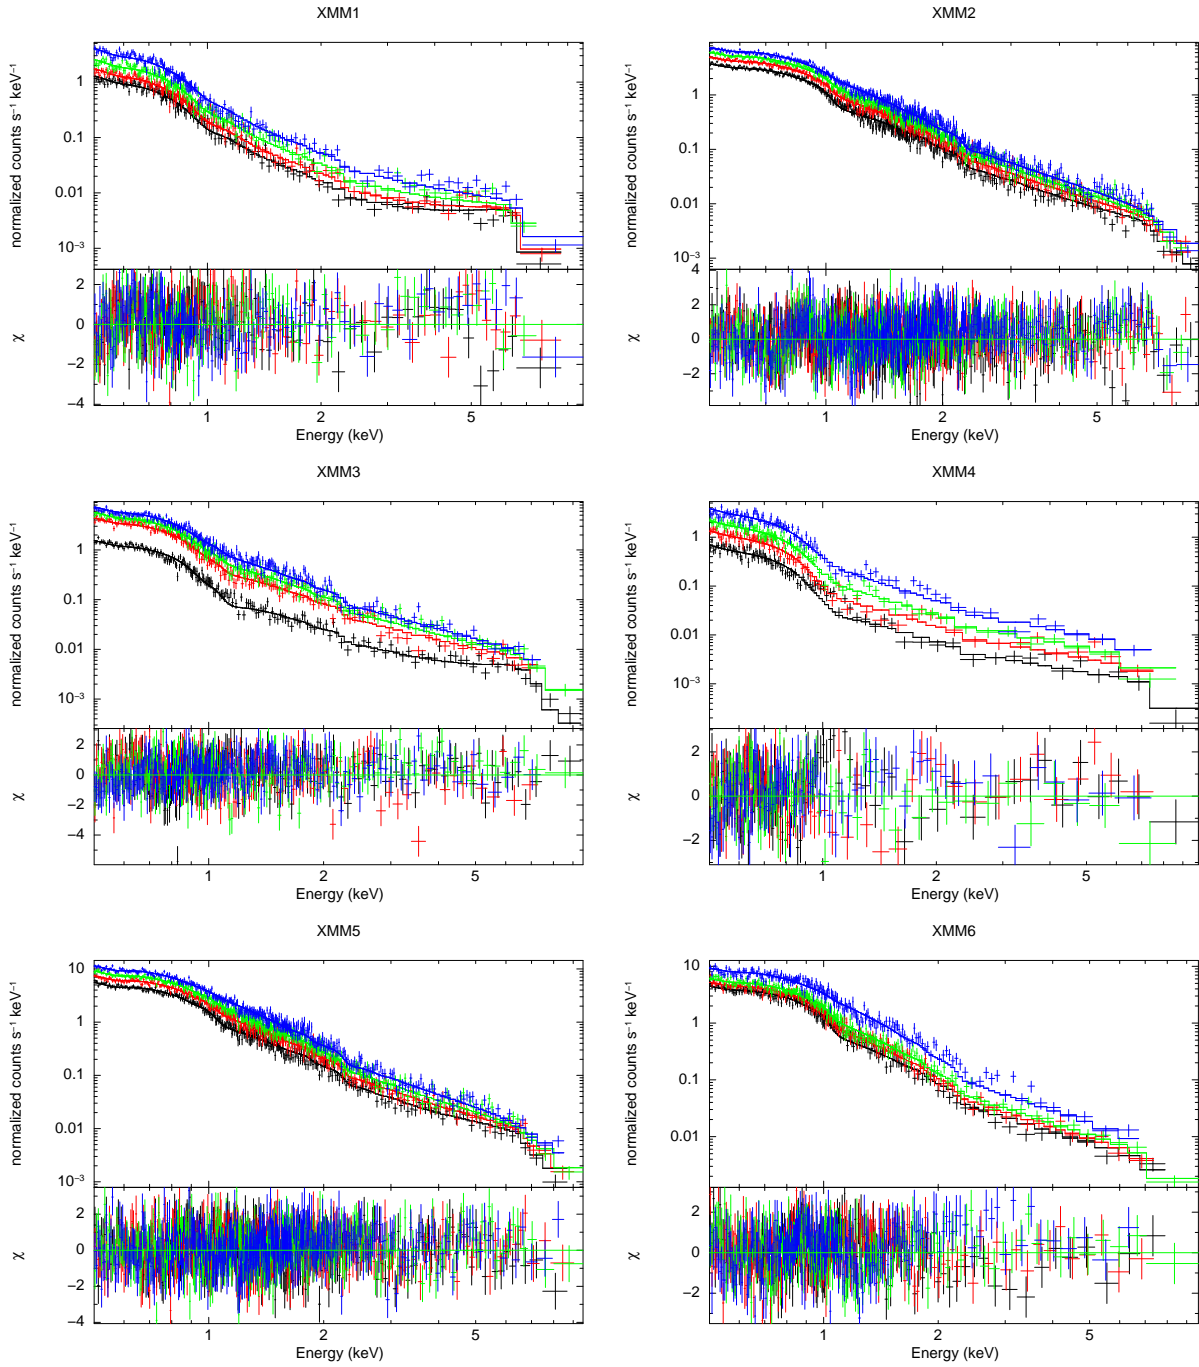 XMM1
normalized counts s⁻¹ keV⁻¹
1
0.1
0.01
10⁻³
χ
2
0
−2
−4
1 2 5
Energy (keV)
XMM2
normalized counts s⁻¹ keV⁻¹
1
0.1
0.01
10⁻³
χ
4
2
0
−2
1 2 5
Energy (keV)
XMM3
normalized counts s⁻¹ keV⁻¹
1
0.1
0.01
10⁻³
χ
2
0
−2
−4
1 2 5
Energy (keV)
XMM4
normalized counts s⁻¹ keV⁻¹
1
0.1
0.01
10⁻³
χ
2
0
−2
1 2 5
Energy (keV)
XMM5
normalized counts s⁻¹ keV⁻¹
10
1
0.1
0.01
10⁻³
χ
2
0
−2
−4
1 2 5
Energy (keV)
XMM6
normalized counts s⁻¹ keV⁻¹
10
1
0.1
0.01
χ
2
0
−2
1 2 5
Energy (keV)